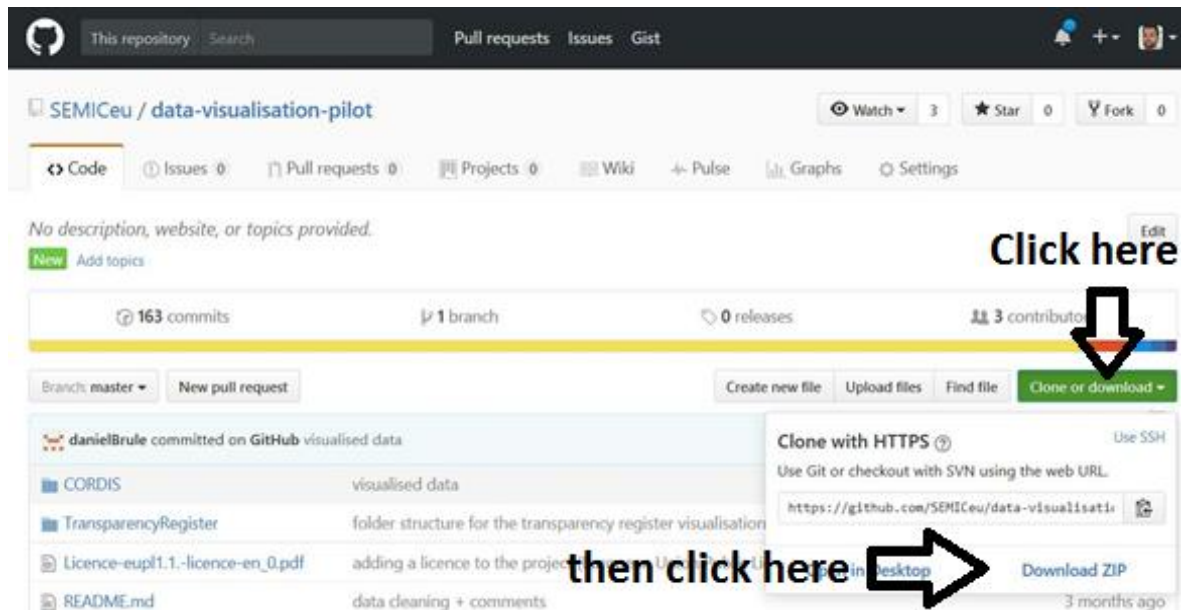 This repository Search Pull requests Issues Gist
SEMICeu / data-visualisation-pilot Watch 3 Star 0 Fork 0
Code Issues 0 Pull requests 0 Projects 0 Wiki Pulse Graphs Settings
No description, website, or topics provided. Edit
New Add topics
Click here
163 commits 1 branch 0 releases 3 contributo
Branch: master New pull request Create new file Upload files Find file Clone or download
danielBrule committed on GitHub visualised data
Clone with HTTPS Use SSH
Use Git or checkout with SVN using the web URL.
https://github.com/SEMICeu/data-visualisati
CORDIS visualised data
TransparencyRegister folder structure for the transparency register visualisation
Licence-eupl1.1.-licence-en_0.pdf adding a licence to the projec
then click here
in Desktop Download ZIP
README.md data cleaning + comments 3 months ago